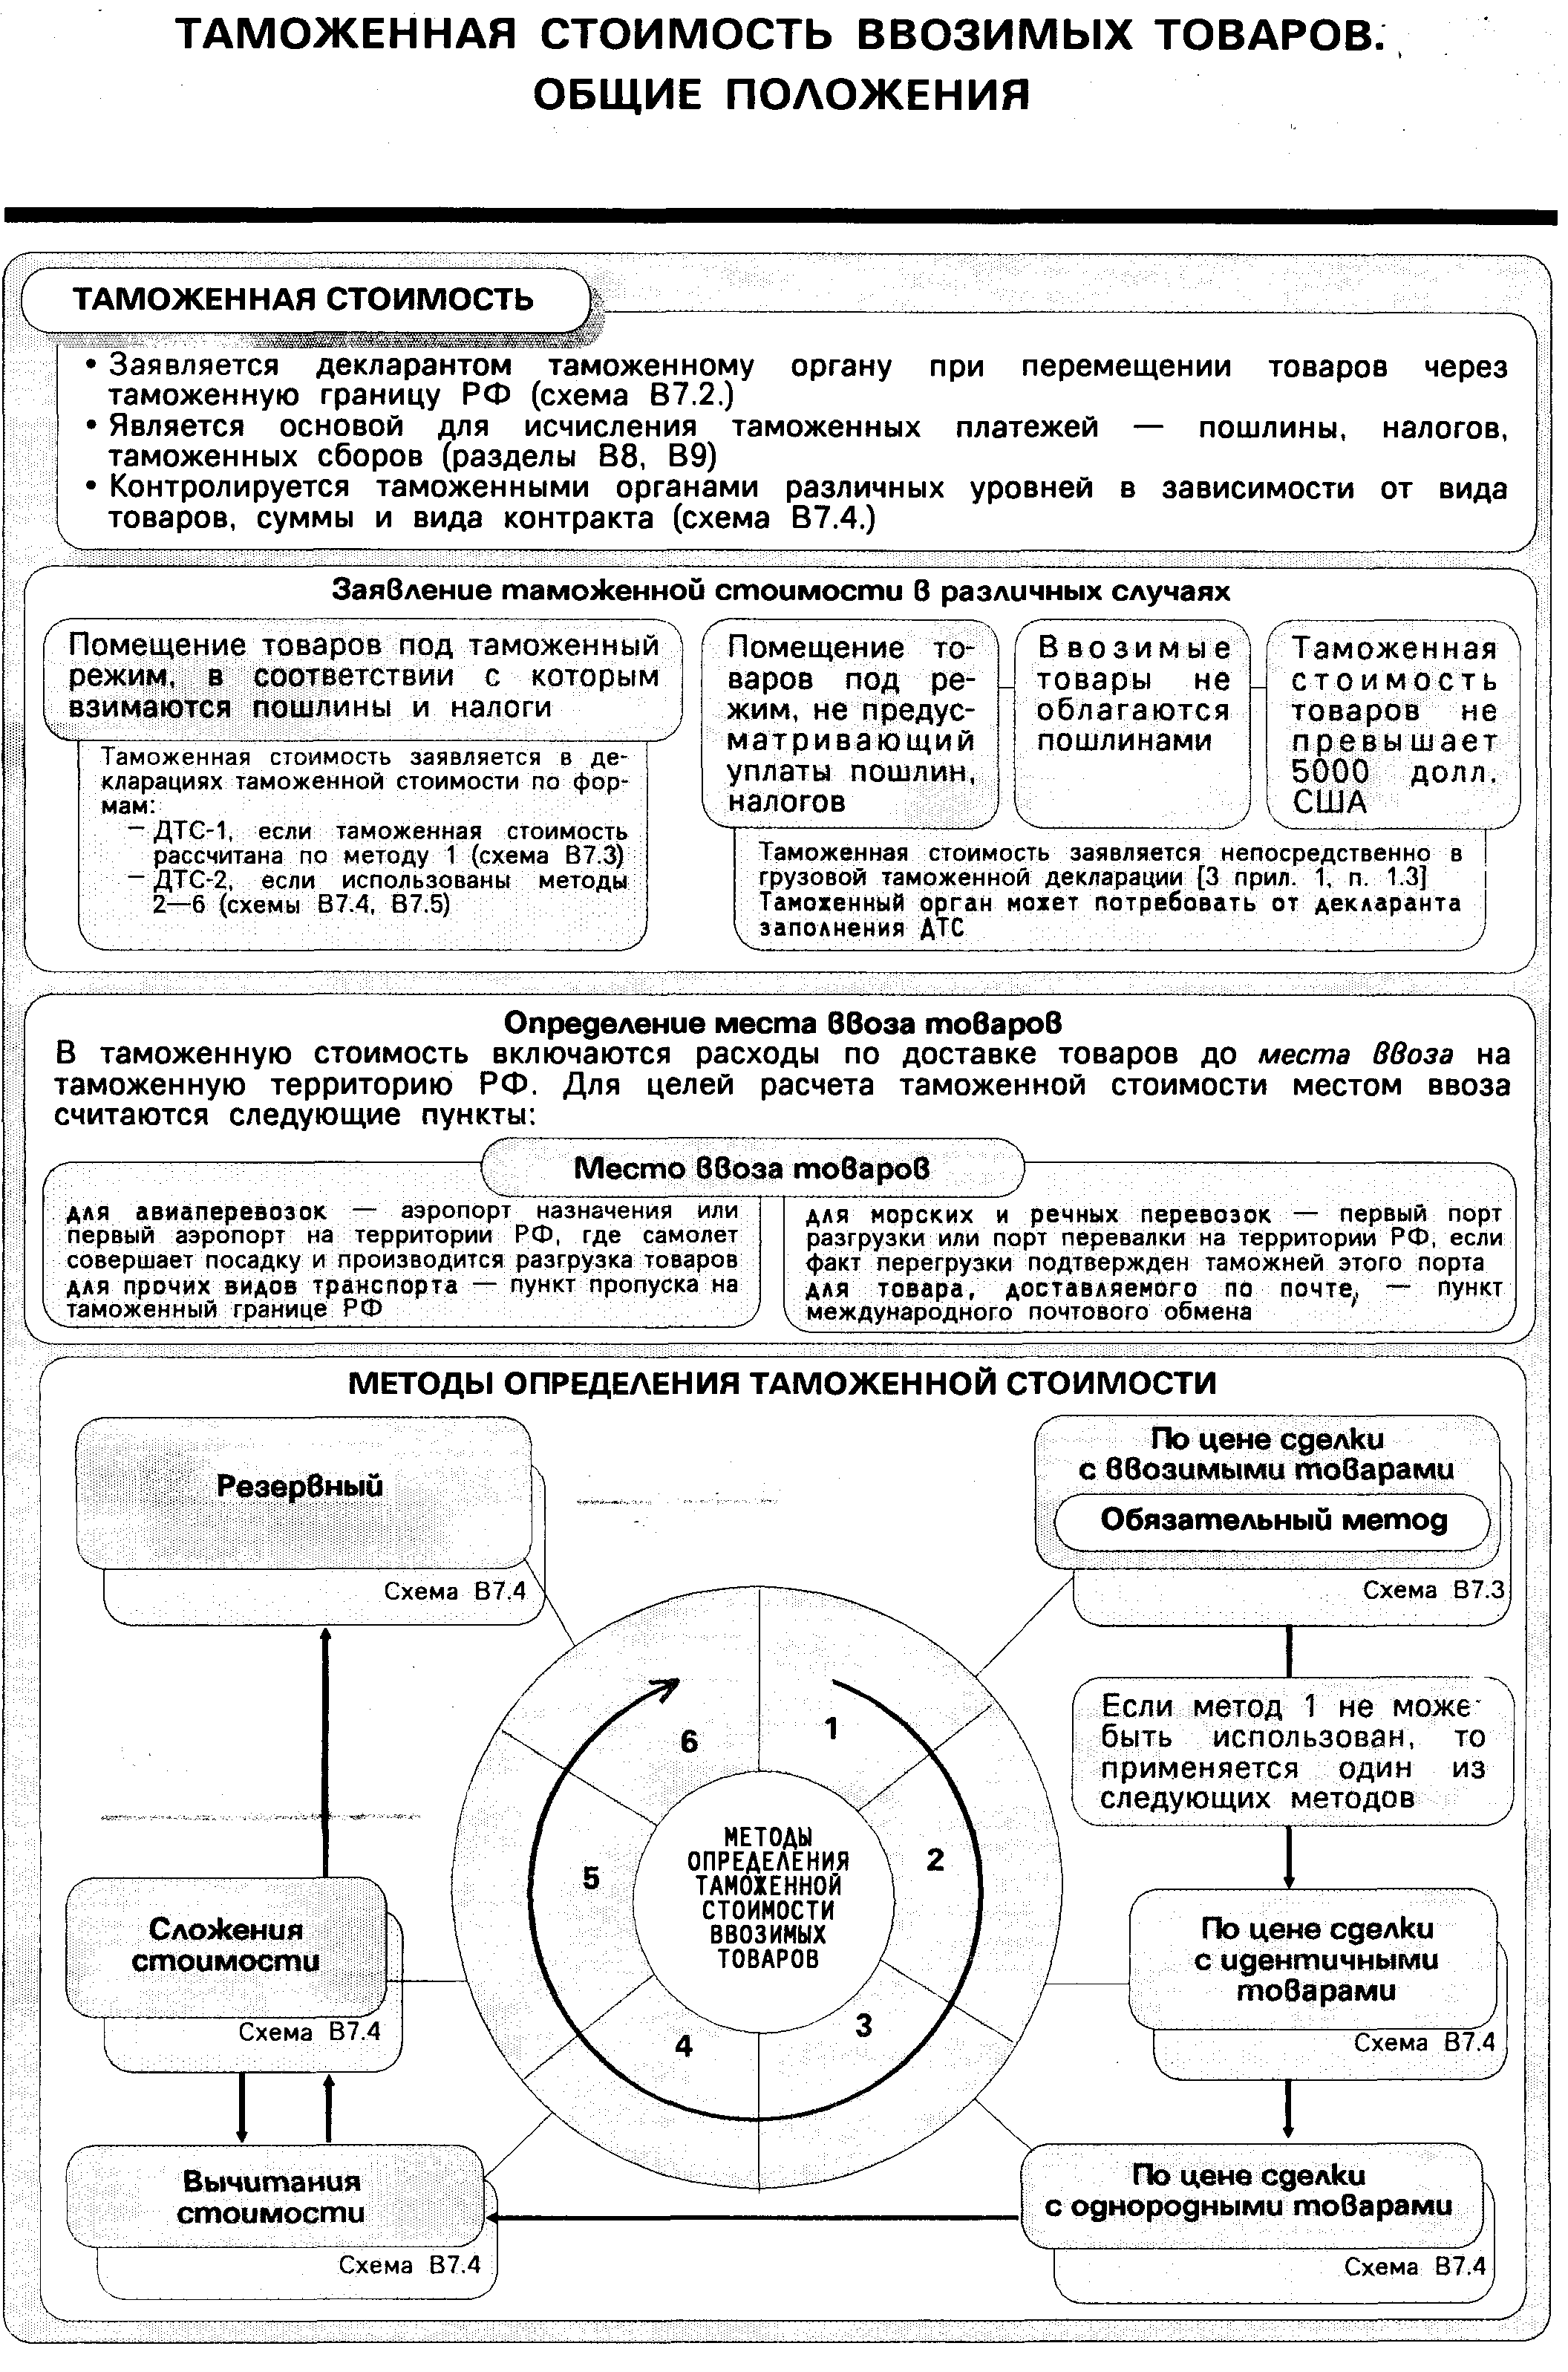 ТАМОЖЕННАЯ СТОИМОСТЬ ВВОЗИМЫХ ТОВАРОВ.
ОБЩИЕ ПОЛОЖЕНИЯ
ТАМОЖЕННАЯ СТОИМОСТЬ
• Заявляется декларантом таможенному органу при перемещении товаров через
таможенную границу РФ (схема В7.2.)
• Является основой для исчисления таможенных платежей — пошлины, налогов,
таможенных сборов (разделы В8, В9)
• Контролируется таможенными органами различных уровней в зависимости от вида
товаров, суммы и вида контракта (схема В7.4.)
Заявление таможенной стоимости в различных случаях
Помещение товаров под таможенный
режим, в соответствии с которым
взимаются пошлины и налоги
Таможенная стоимость заявляется в де-
кларациях таможенной стоимости по фор-
мам:
— ДТС-1, если таможенная стоимость
рассчитана по методу 1 (схема В7.3)
— ДТС-2, если использованы методы
2—6 (схемы В7.4, В7.5)
Помещение то-
варов под ре-
жим, не предус-
матривающий
уплаты пошлин,
налогов
Ввозимые
товары не
облагаются
пошлинами
Таможенная
стоимость
товаров не
превышает
5000 долл.
США
Таможенная стоимость заявляется непосредственно в
грузовой таможенной декларации [3 прил. 1, п. 1.3]
Таможенный орган может потребовать от декларанта
заполнения ДТС
Определение места ввоза товаров
В таможенную стоимость включаются расходы по доставке товаров до места ввоза на
таможенную территорию РФ. Для целей расчета таможенной стоимости местом ввоза
считаются следующие пункты:
Место ввоза товаров
для авиаперевозок — аэропорт назначения или
первый аэропорт на территории РФ, где самолет
совершает посадку и производится разгрузка товаров
для прочих видов транспорта — пункт пропуска на
таможенный границе РФ
для морских и речных перевозок — первый порт
разгрузки или порт перевалки на территории РФ, если
факт перегрузки подтвержден таможней этого порта
для товара, доставляемого по почте, — пункт
международного почтового обмена
МЕТОДЫ ОПРЕДЕЛЕНИЯ ТАМОЖЕННОЙ СТОИМОСТИ
Резервный
Схема В7.4
По цене сделки
с ввозимыми товарами
Обязательный метод
Схема В7.3
Если метод 1 не може
быть использован, то
применяется один из
следующих методов
1
2
3
4
5
6
МЕТОДЫ
ОПРЕДЕЛЕНИЯ
ТАМОЖЕННОЙ
СТОИМОСТИ
ВВОЗИМЫХ
ТОВАРОВ
Сложения
стоимости
Схема В7.4
По цене сделки
с идентичными
товарами
Схема В7.4
Вычитания
стоимости
Схема В7.4
По цене сделки
с однородными товарами
Схема В7.4